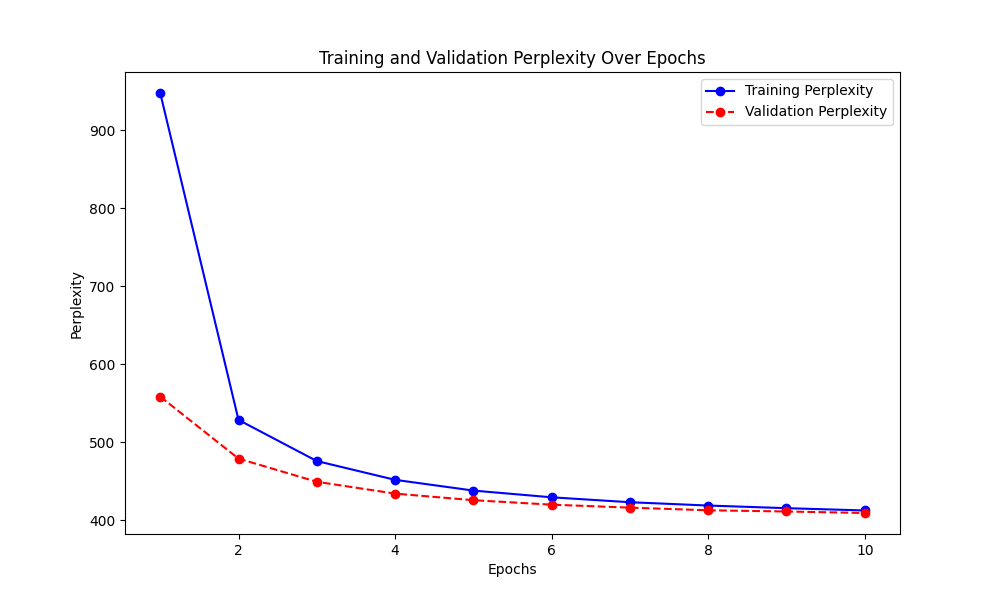 Training and Validation Perplexity Over Epochs
Training Perplexity
Validation Perplexity
Perplexity
900
800
700
600
500
400
2 4 6 8 10
Epochs